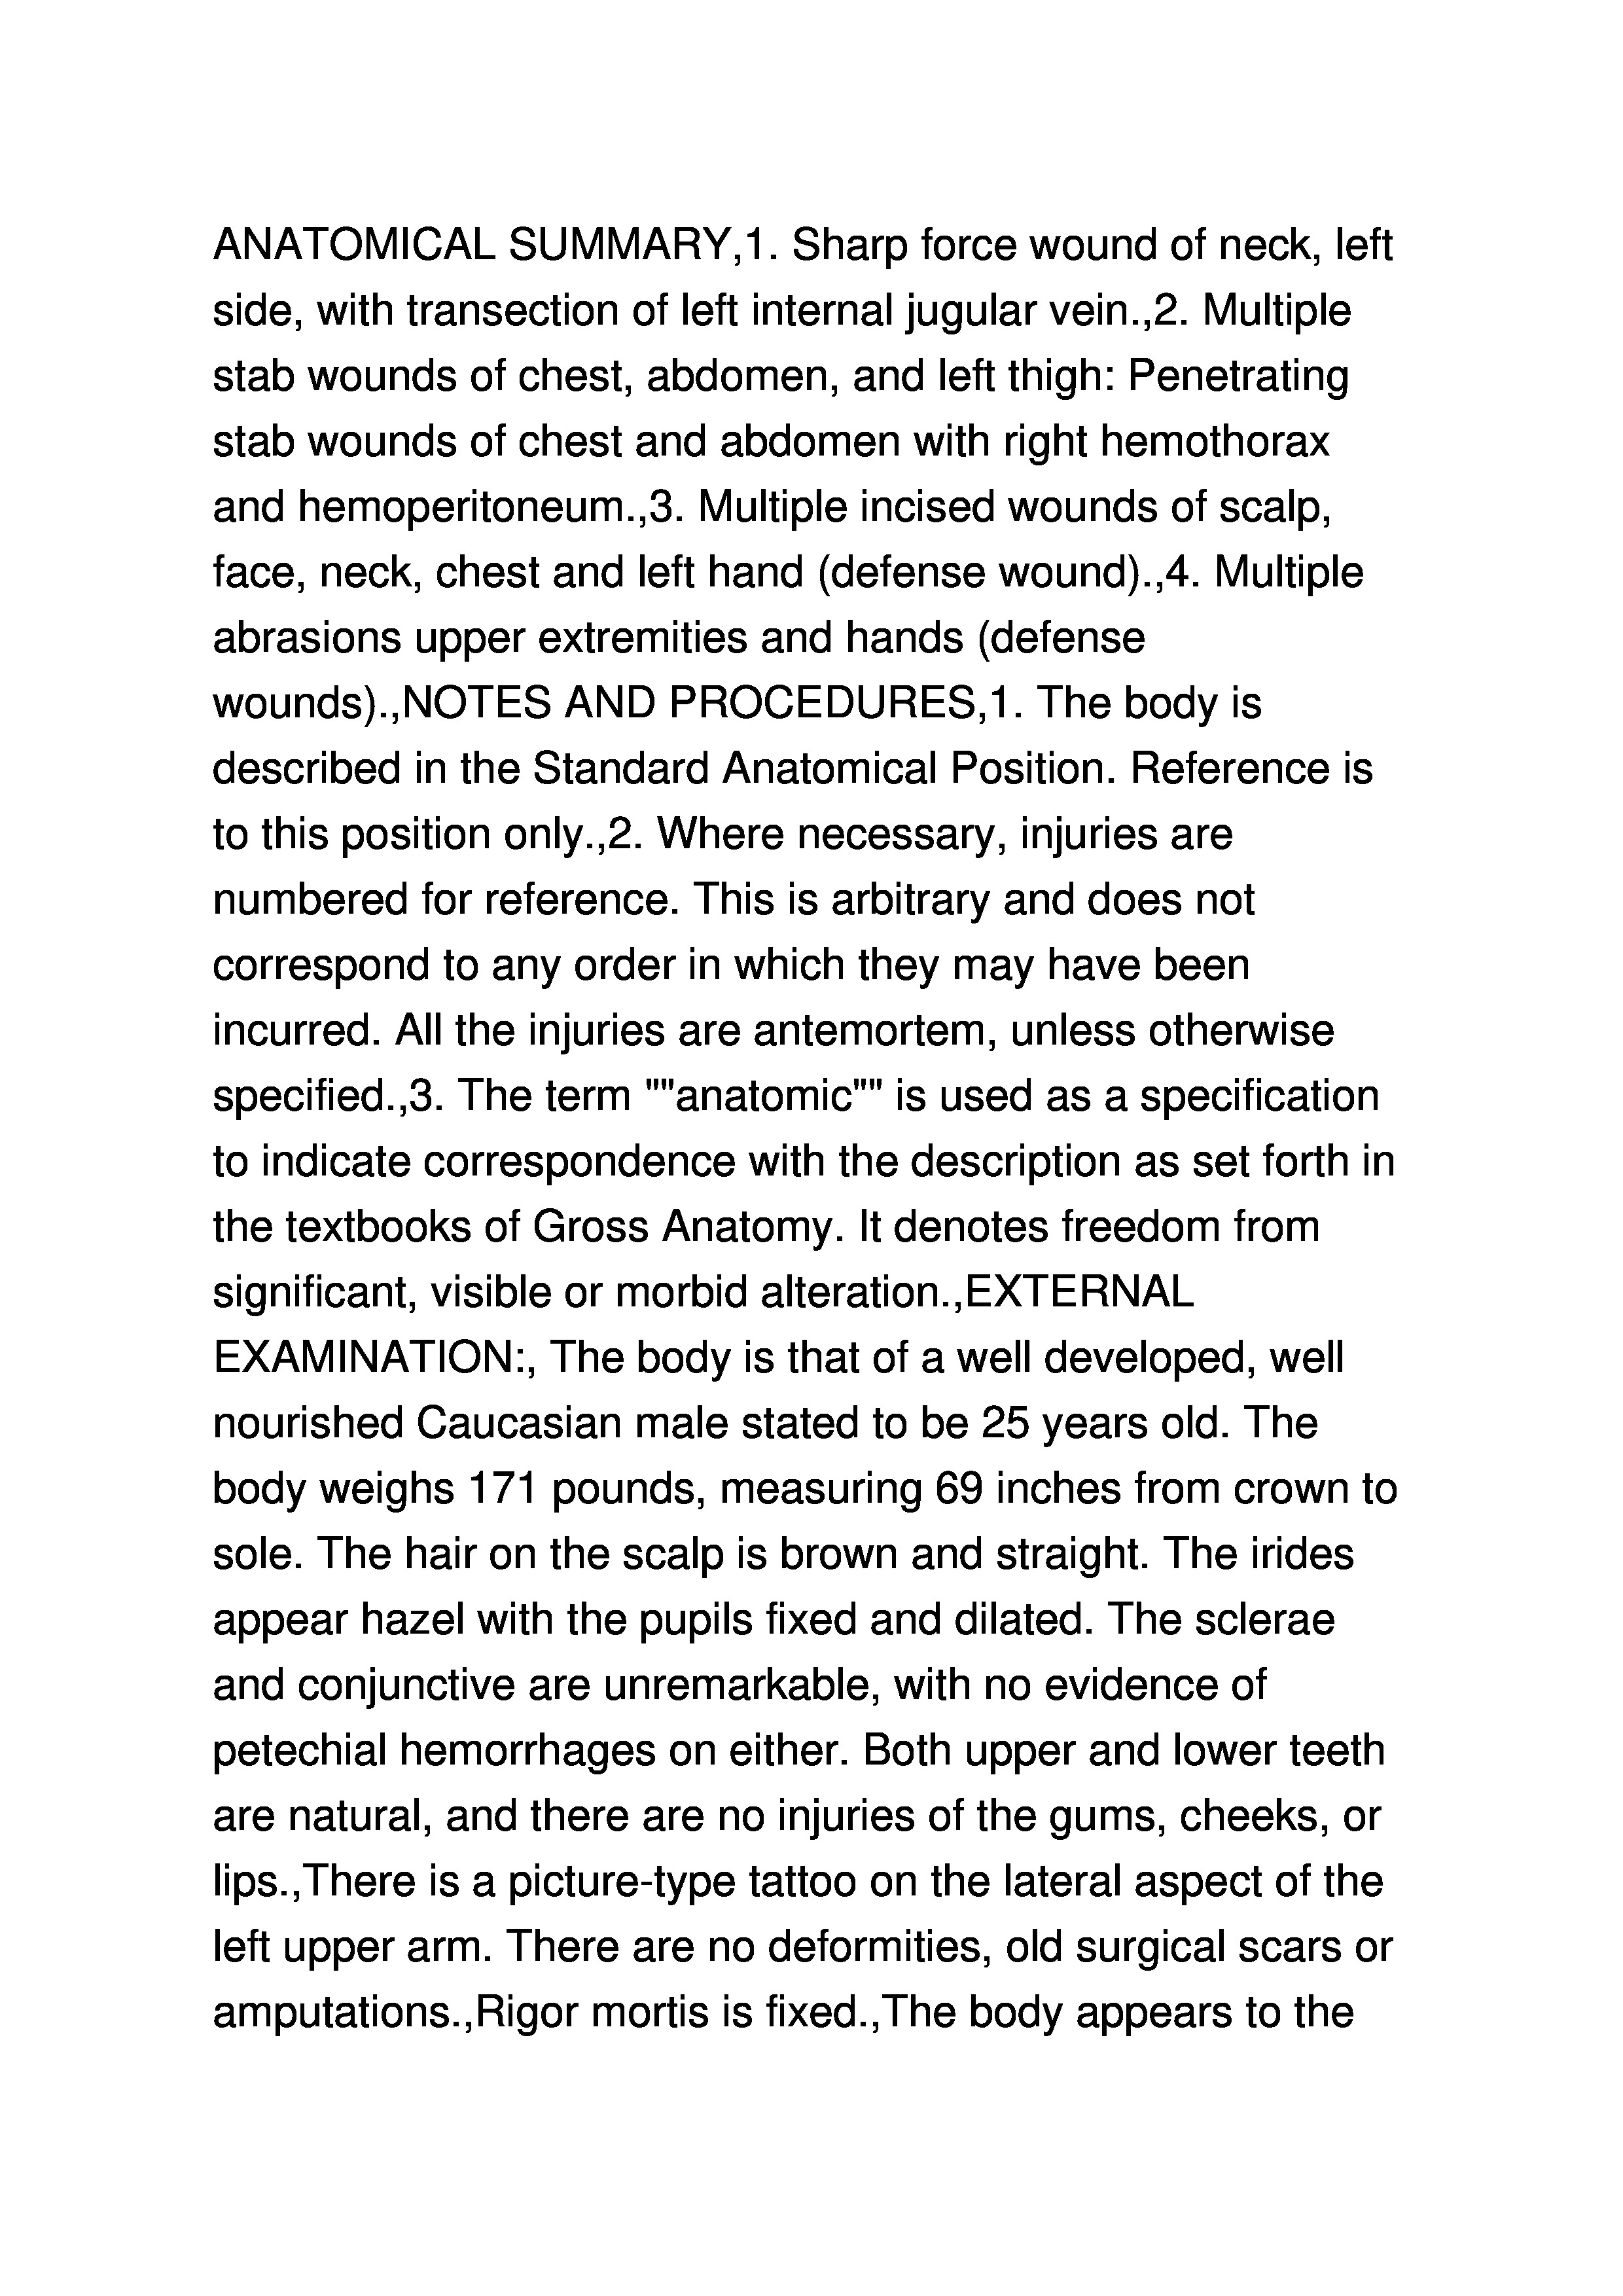 ANATOMICAL SUMMARY,1. Sharp force wound of neck, left
side, with transection of left internal jugular vein.,2. Multiple
stab wounds of chest, abdomen, and left thigh: Penetrating
stab wounds of chest and abdomen with right hemothorax
and hemoperitoneum.,3. Multiple incised wounds of scalp,
face, neck, chest and left hand (defense wound).,4. Multiple
abrasions upper extremities and hands (defense
wounds).,NOTES AND PROCEDURES,1. The body is
described in the Standard Anatomical Position. Reference is
to this position only.,2. Where necessary, injuries are
numbered for reference. This is arbitrary and does not
correspond to any order in which they may have been
incurred. All the injuries are antemortem, unless otherwise
specified.,3. The term ""anatomic"" is used as a specification
to indicate correspondence with the description as set forth in
the textbooks of Gross Anatomy. It denotes freedom from
significant, visible or morbid alteration.,EXTERNAL
EXAMINATION:, The body is that of a well developed, well
nourished Caucasian male stated to be 25 years old. The
body weighs 171 pounds, measuring 69 inches from crown to
sole. The hair on the scalp is brown and straight. The irides
appear hazel with the pupils fixed and dilated. The sclerae
and conjunctive are unremarkable, with no evidence of
petechial hemorrhages on either. Both upper and lower teeth
are natural, and there are no injuries of the gums, cheeks, or
lips.,There is a picture-type tattoo on the lateral aspect of the
left upper arm. There are no deformities, old surgical scars or
amputations.,Rigor mortis is fixed.,The body appears to the